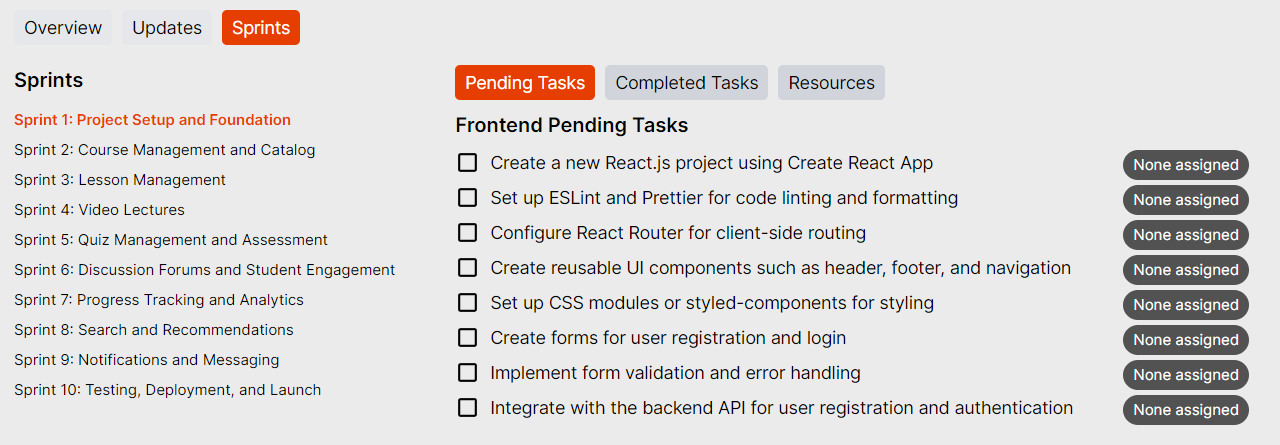 Overview Updates Sprints
Sprints
Sprint 1: Project Setup and Foundation
Sprint 2: Course Management and Catalog
Sprint 3: Lesson Management
Sprint 4: Video Lectures
Sprint 5: Quiz Management and Assessment
Sprint 6: Discussion Forums and Student Engagement
Sprint 7: Progress Tracking and Analytics
Sprint 8: Search and Recommendations
Sprint 9: Notifications and Messaging
Sprint 10: Testing, Deployment, and Launch
Pending Tasks Completed Tasks Resources
Frontend Pending Tasks
Create a new React.js project using Create React App None assigned
Set up ESLint and Prettier for code linting and formatting None assigned
Configure React Router for client-side routing None assigned
Create reusable UI components such as header, footer, and navigation None assigned
Set up CSS modules or styled-components for styling None assigned
Create forms for user registration and login None assigned
Implement form validation and error handling None assigned
Integrate with the backend API for user registration and authentication None assigned